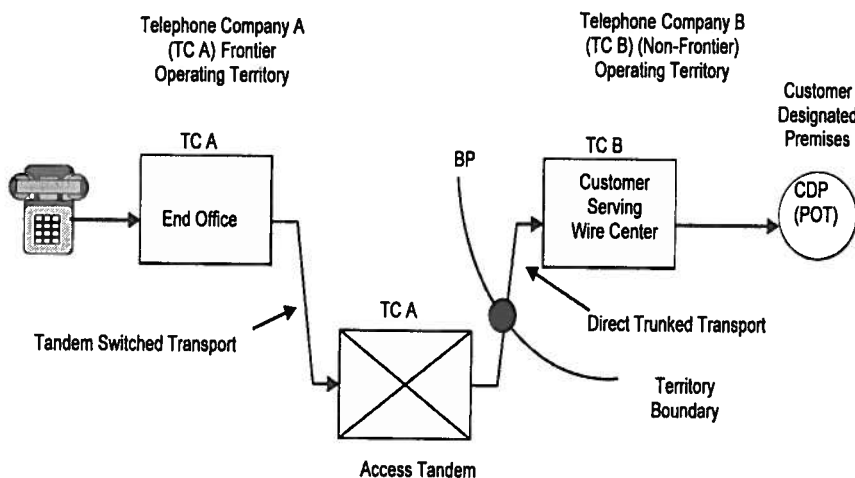 Telephone Company A
(TC A) Frontier
Operating Territory
Telephone Company B
(TC B) (Non-Frontier)
Operating Territory
Customer
Designated
Premises
TC A
End Office
BP
TC B
Customer
Serving
Wire Center
CDP
(POT)
Tandem Switched Transport
TC A
Direct Trunked Transport
Territory
Boundary
Access Tandem